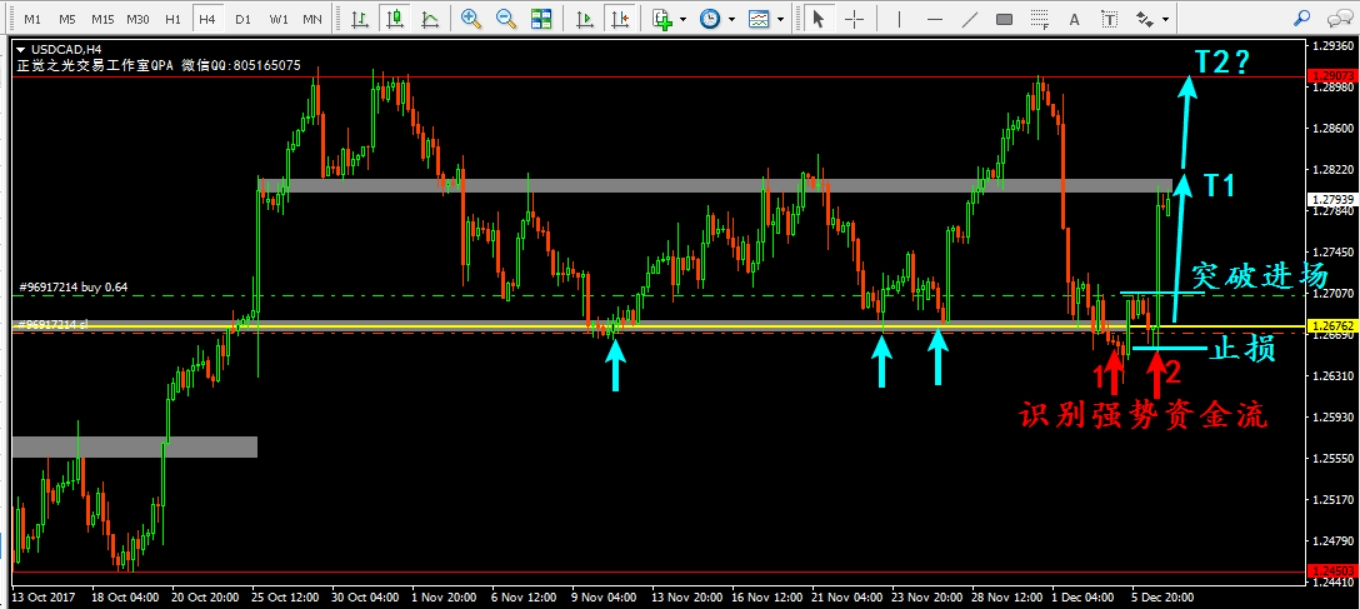 M1 M5 M15 M30 H1 H4 D1 W1 MN
A T
USDCAD,H4
正觉之光交易工作室QPA 微信QQ:805165075
T2?
T1
突破进场
#96917214 buy 0.64
#96917214 sl
止损
1 2
识别强势资金流
1.29360
1.29073
1.28980
1.28600
1.28220
1.27939
1.27840
1.27450
1.27070
1.26762
1.26690
1.26310
1.25930
1.25550
1.25170
1.24790
1.24503
1.24410
13 Oct 2017 18 Oct 04:00 20 Oct 20:00 25 Oct 12:00 30 Oct 04:00 1 Nov 20:00 6 Nov 12:00 9 Nov 04:00 13 Nov 20:00 16 Nov 12:00 21 Nov 04:00 23 Nov 20:00 28 Nov 12:00 1 Dec 04:00 5 Dec 20:00